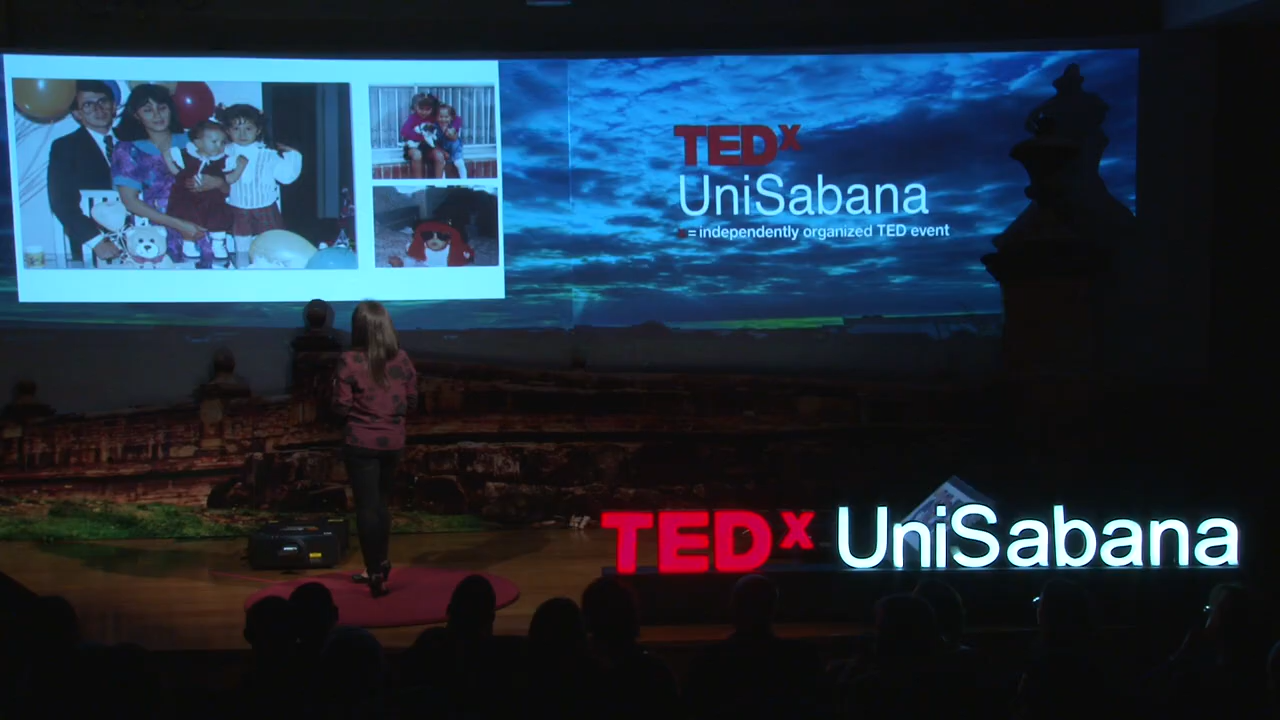 TEDx
UniSabana
x = independently organized TED event
TEDx UniSabana